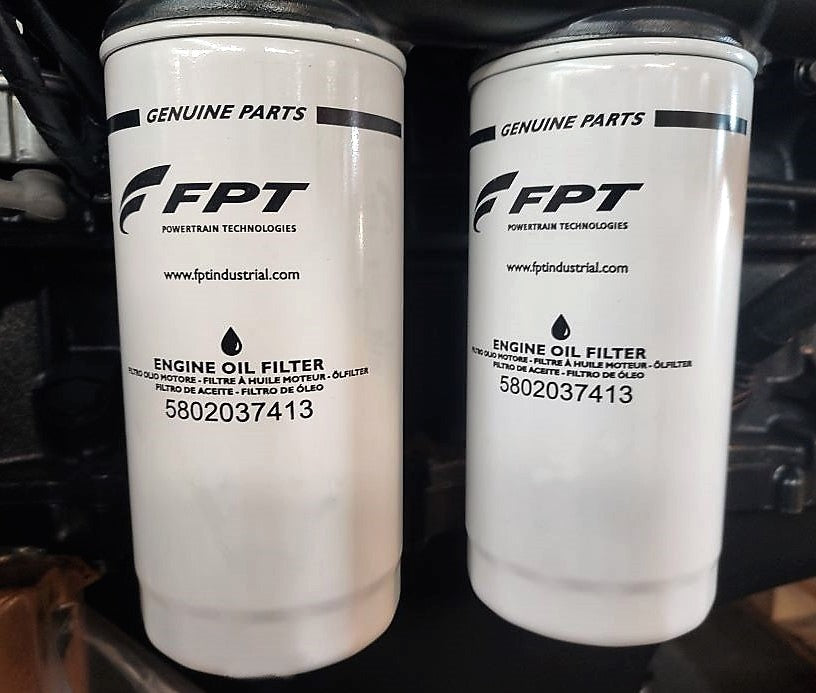 GENUINE PARTS
FPT
POWERTRAIN TECHNOLOGIES
www.fptindustrial.com
ENGINE OIL FILTER
OLIO MOTORE - FILTRE À HUILE MOTEUR - ÖLFILTER
FILTRO DE ACEITE - FILTRO DE ÓLEO
5802037413
GENUINE PARTS
FPT
POWERTRAIN TECHNOLOGIES
www.fptindustrial.com
ENGINE OIL FILTER
OLIO MOTORE - FILTRE À HUILE MOTEUR - ÖLFILTER
FILTRO DE ACEITE - FILTRO DE ÓLEO
5802037413